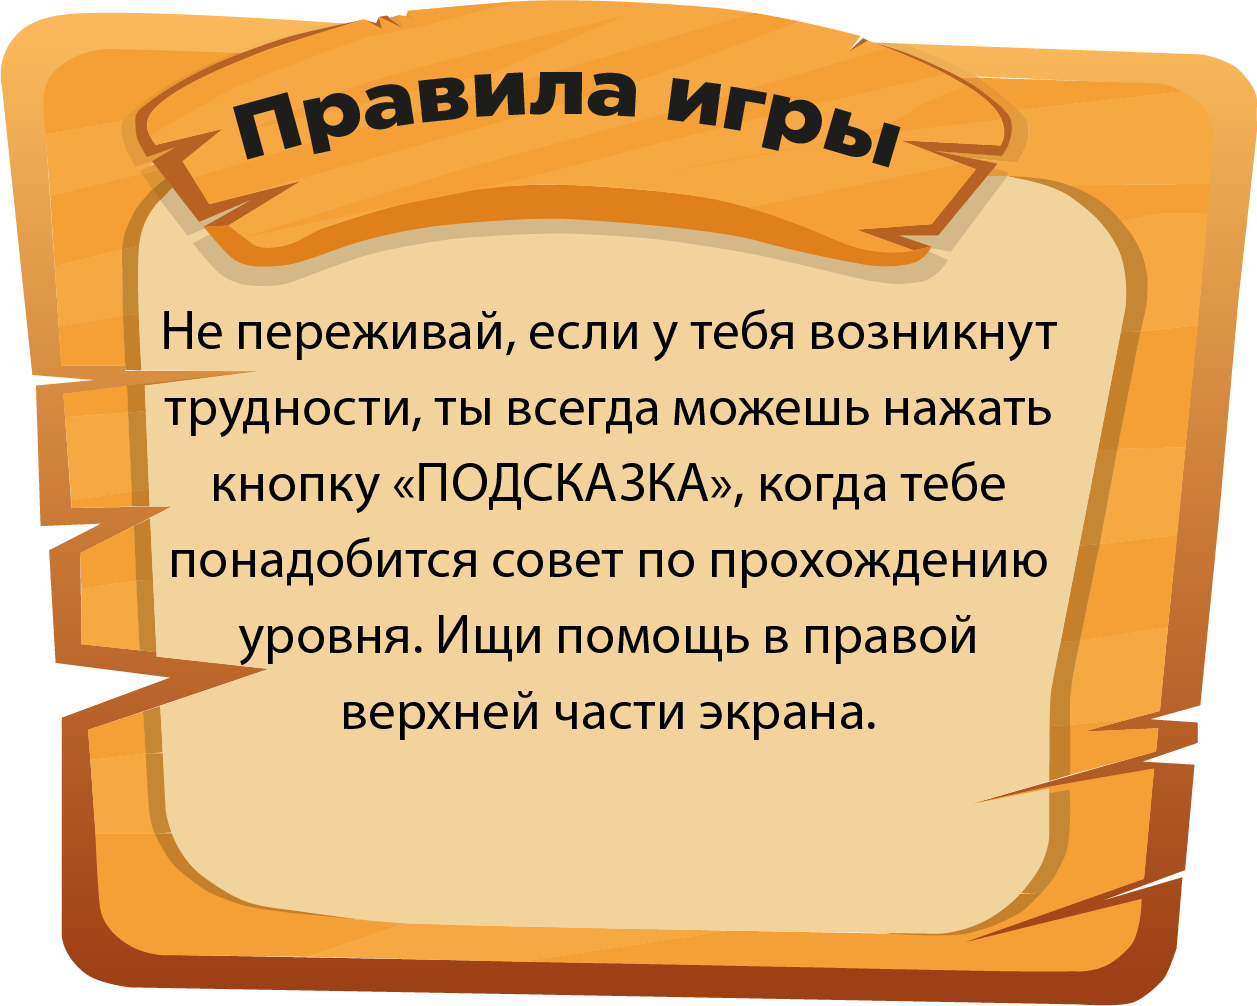 Правила игры
Не переживай, если у тебя возникнут
трудности, ты всегда можешь нажать
кнопку «ПОДСКАЗКА», когда тебе
понадобится совет по прохождению
уровня. Ищи помощь в правой
верхней части экрана.